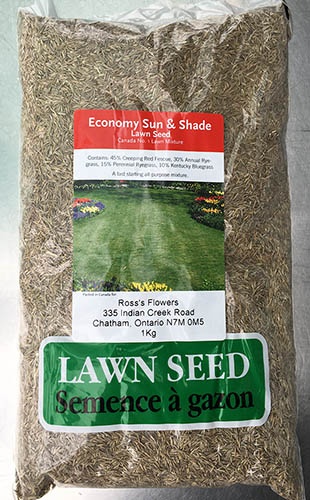 Economy Sun & Shade
Lawn Seed
Canada No. 1 Lawn Mixture
Contains: 45% Creeping Red Fescue, 30% Annual Rye-
grass, 15% Perennial Ryegrass, 10% Kentucky Bluegrass
A fast starting all purpose mixture.
Packed in Canada for:
Ross's Flowers
335 Indian Creek Road
Chatham, Ontario N7M 0M5
1Kg
LAWN SEED
Semence à gazon